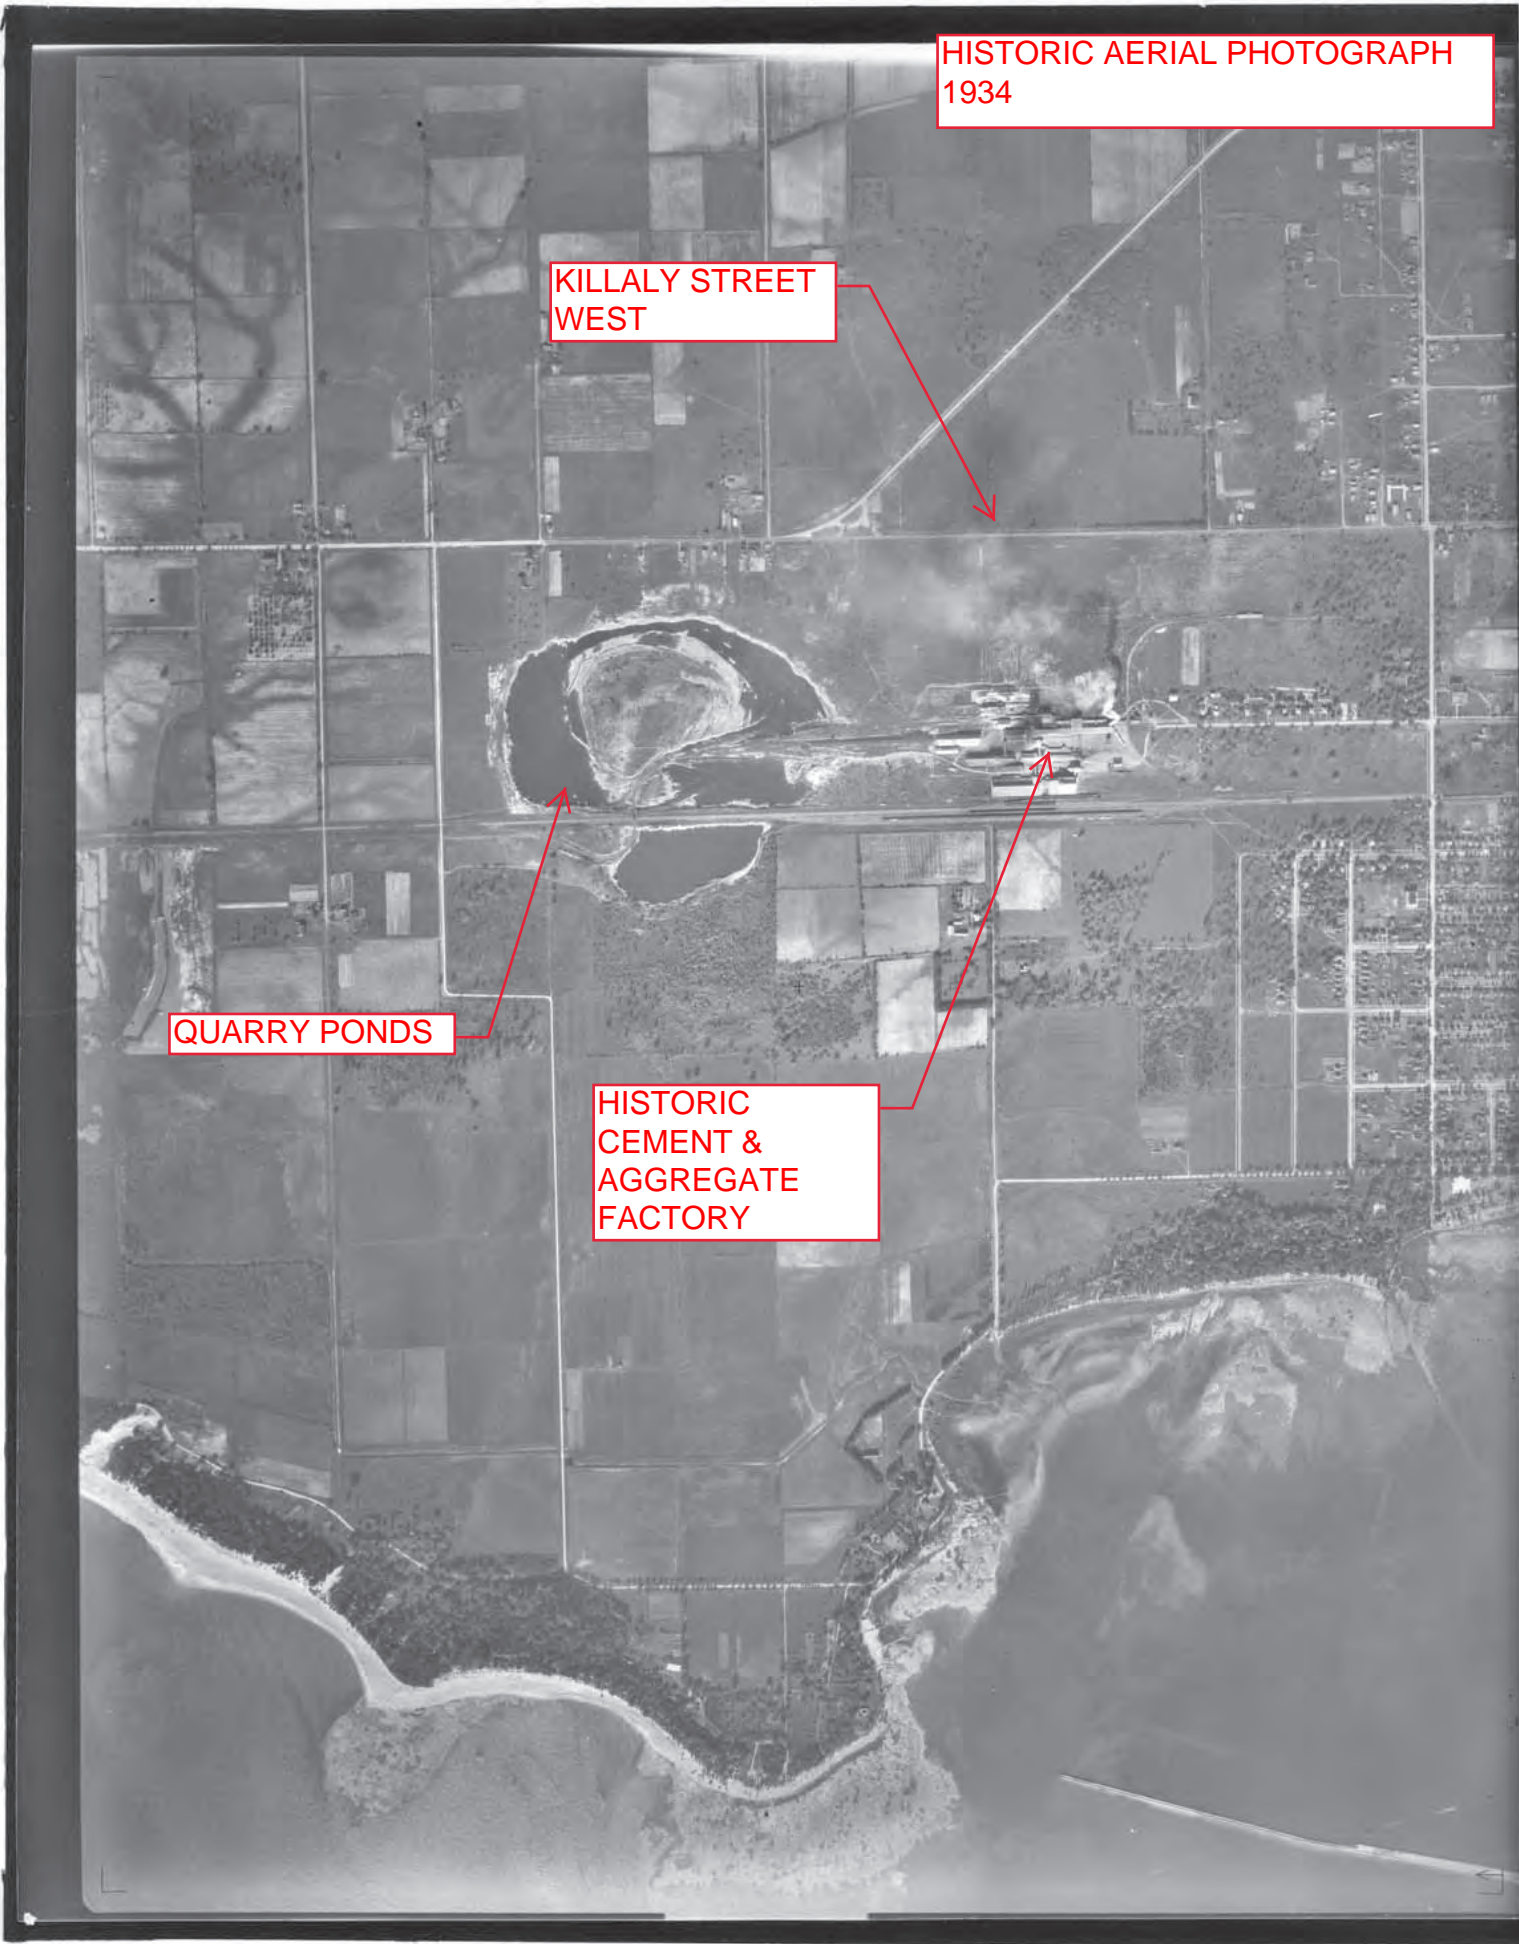 HISTORIC AERIAL PHOTOGRAPH
1934
KILLALY STREET
WEST
QUARRY PONDS
HISTORIC
CEMENT &
AGGREGATE
FACTORY